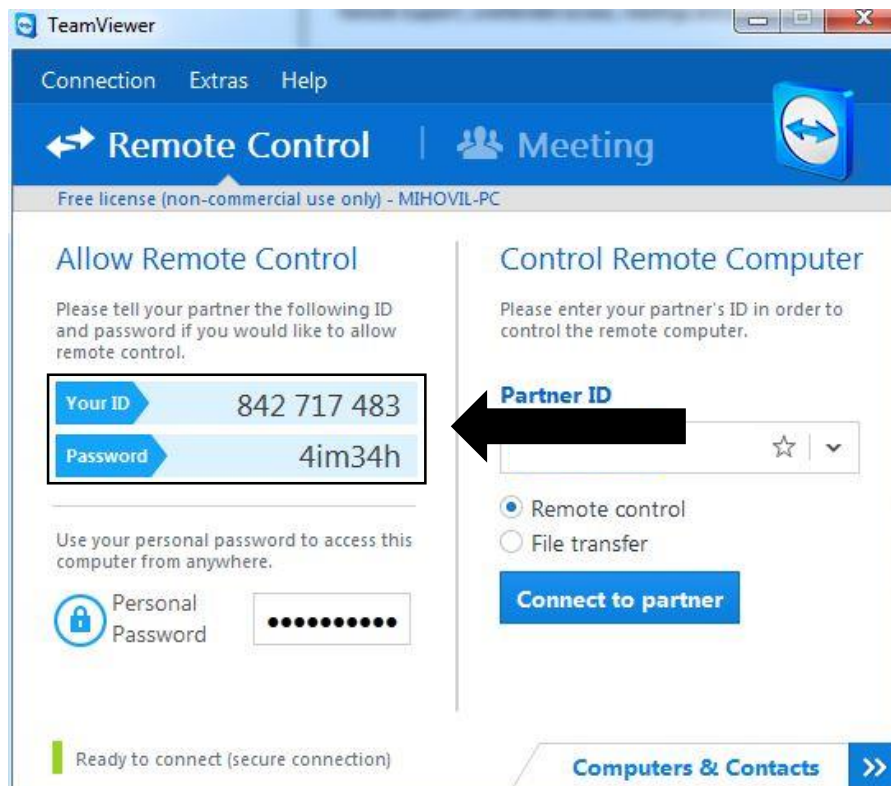 TeamViewer
Connection Extras Help
Remote Control | Meeting
Free license (non-commercial use only) - MIHOVIL-PC
Allow Remote Control
Please tell your partner the following ID
and password if you would like to allow
remote control.
Your ID 842 717 483
Password 4im34h
Use your personal password to access this
computer from anywhere.
Personal
Password
Control Remote Computer
Please enter your partner's ID in order to
control the remote computer.
Partner ID
Remote control
File transfer
Connect to partner
Ready to connect (secure connection)
Computers & Contacts